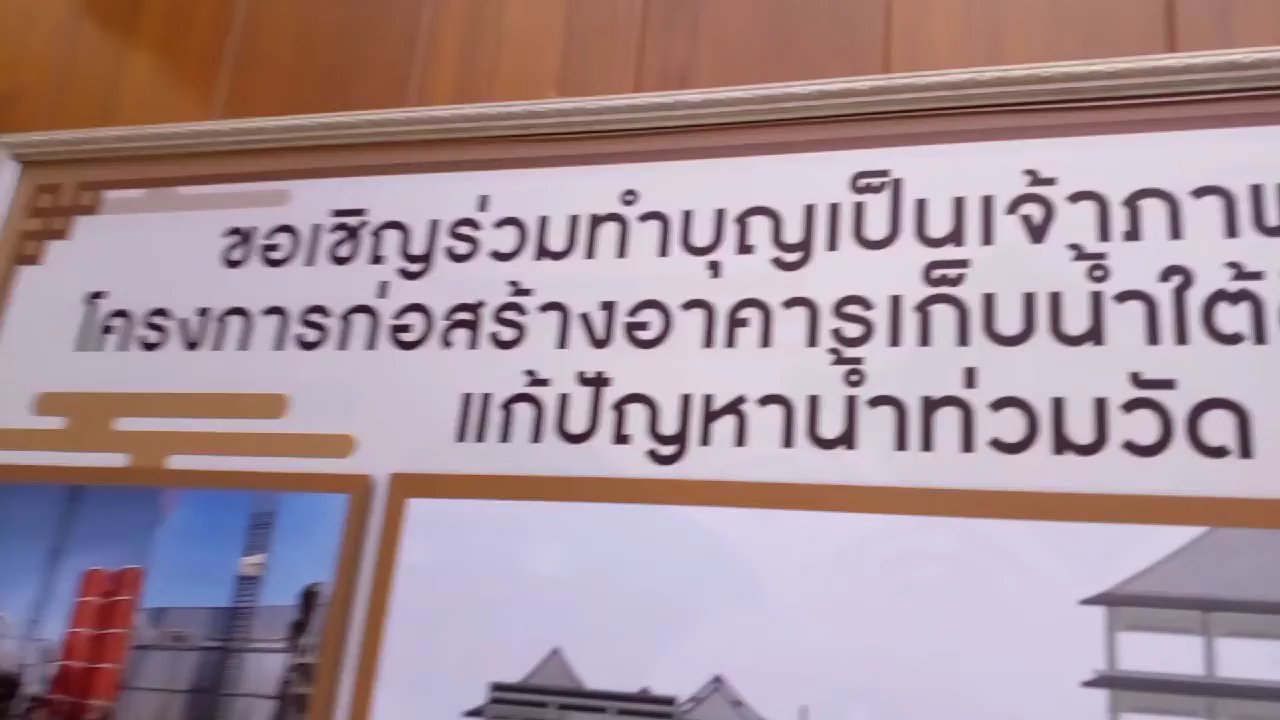 ขอเชิญร่วมทำบุญเป็นเจ้าภาพ
โครงการก่อสร้างอาคารเก็บน้ำใต้
แก้ปัญหาน้ำท่วมวัด